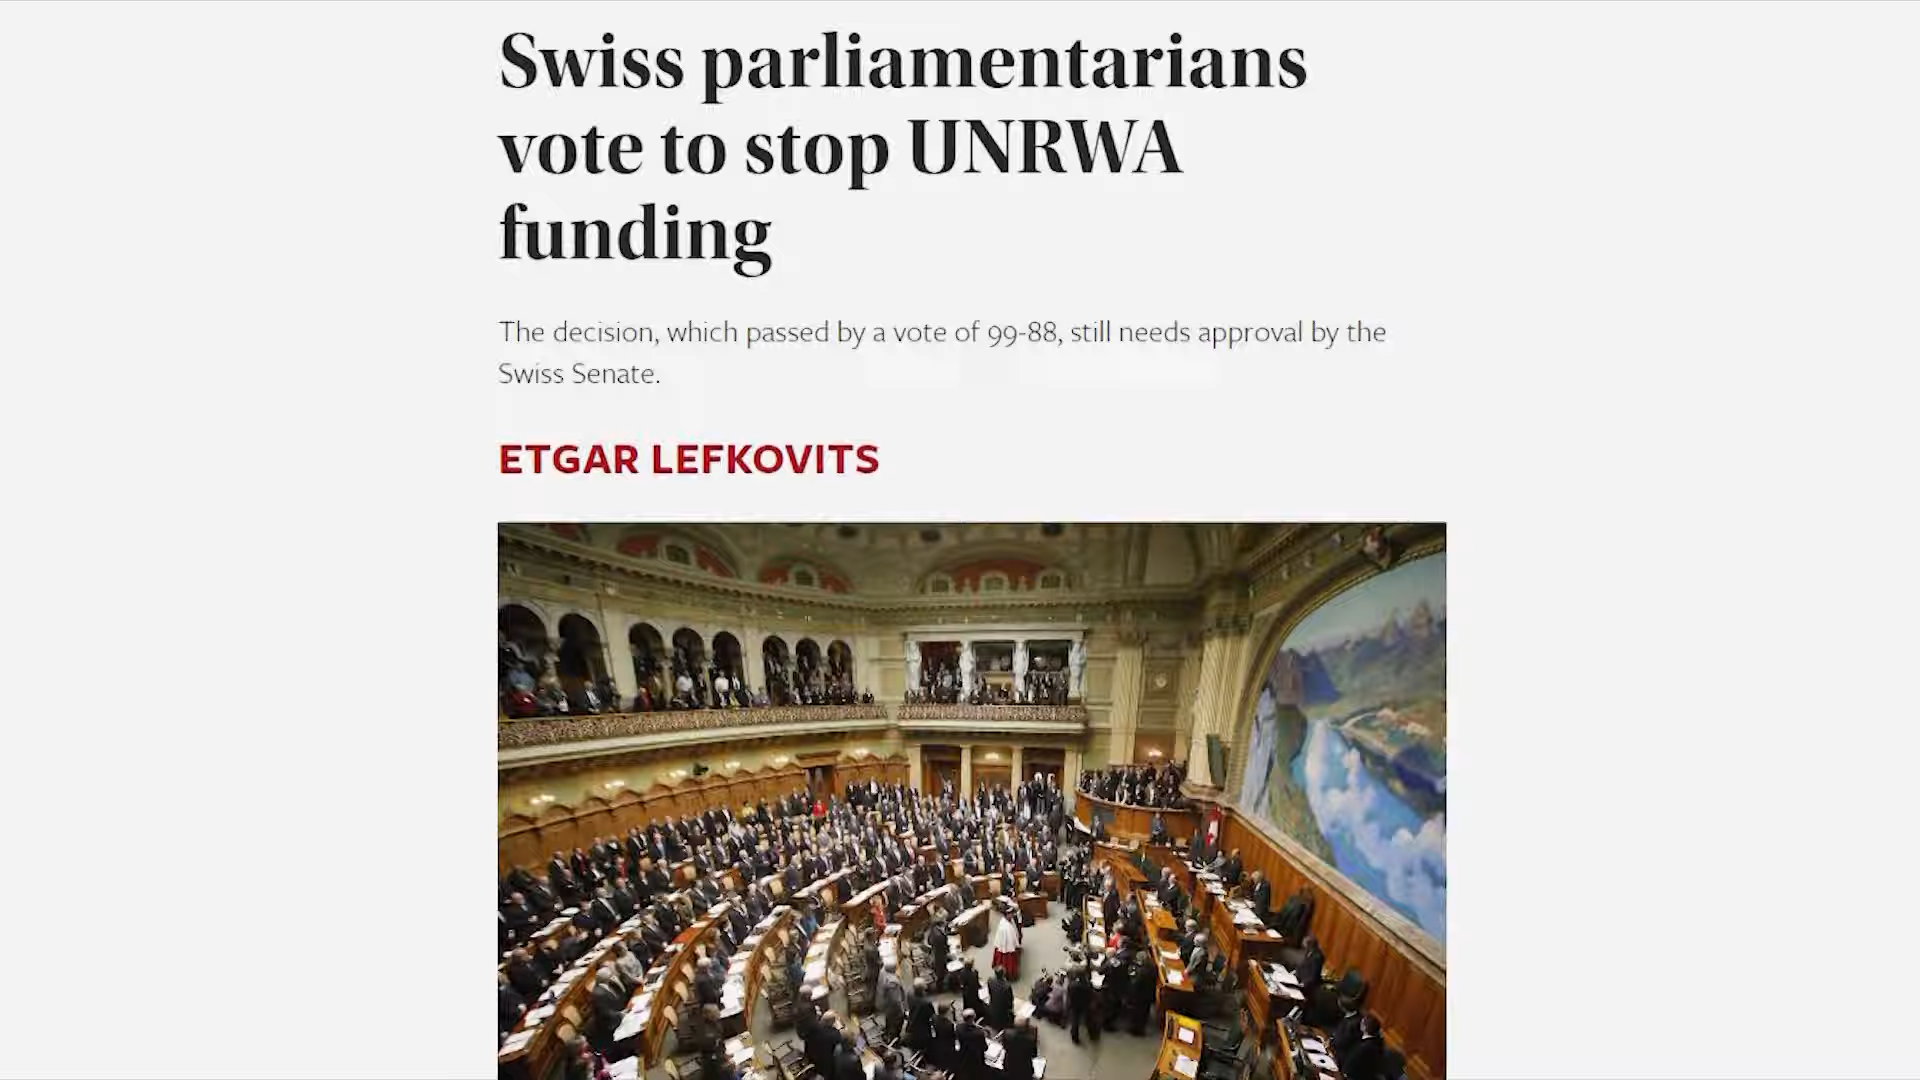 Swiss parliamentarians
vote to stop UNRWA
funding
The decision, which passed by a vote of 99-88, still needs approval by the
Swiss Senate.
ETGAR LEFKOVITS